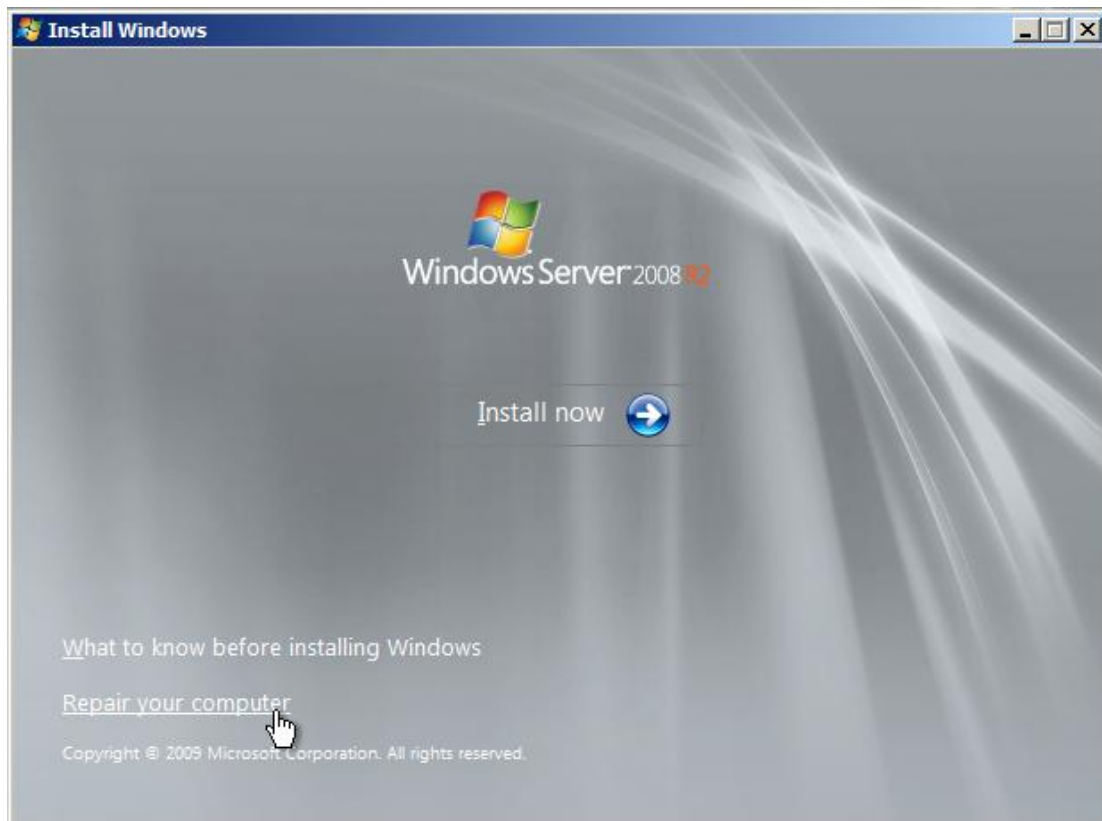 Install Windows
Windows Server 2008 R2
Install now
What to know before installing Windows
Repair your computer
Copyright © 2009 Microsoft Corporation. All rights reserved.